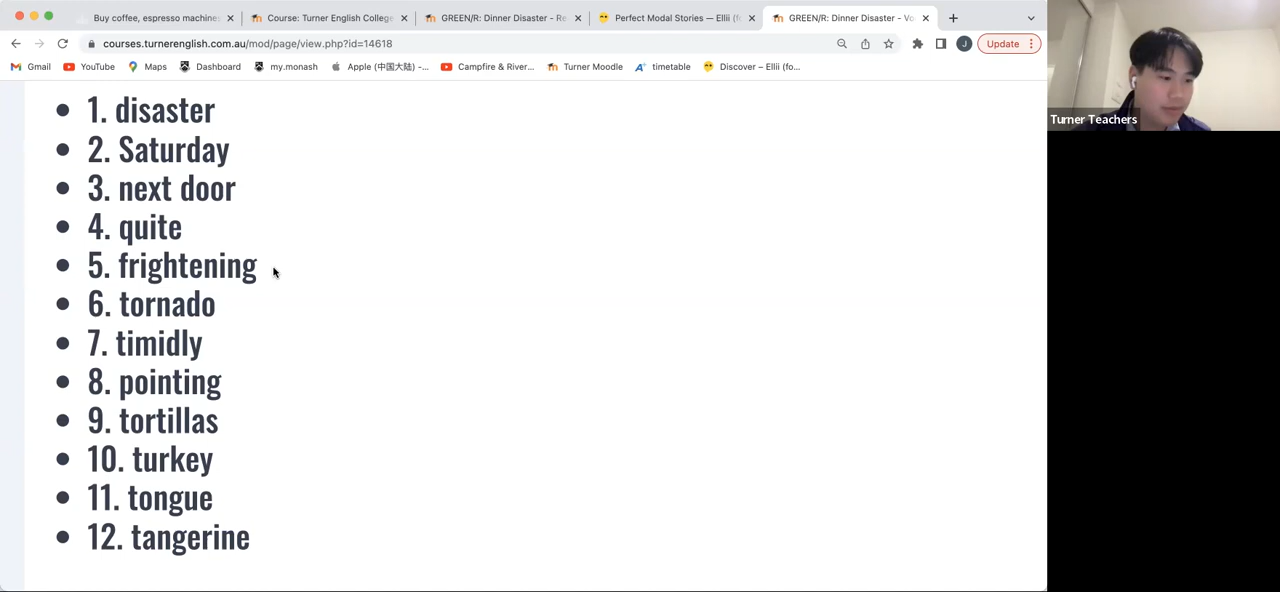 Buy coffee, espresso machines
Course: Turner English College
GREEN/R: Dinner Disaster - Re
Perfect Modal Stories — Ellii (f
GREEN/R: Dinner Disaster - Vo
courses.turnerenglish.com.au/mod/page/view.php?id=14618
J
Update
Gmail
YouTube
Maps
Dashboard
my.monash
Apple (中国大陆) -...
Campfire & River...
Turner Moodle
timetable
Discover – Ellii (fo...
Turner Teachers
1. disaster
2. Saturday
3. next door
4. quite
5. frightening
6. tornado
7. timidly
8. pointing
9. tortillas
10. turkey
11. tongue
12. tangerine